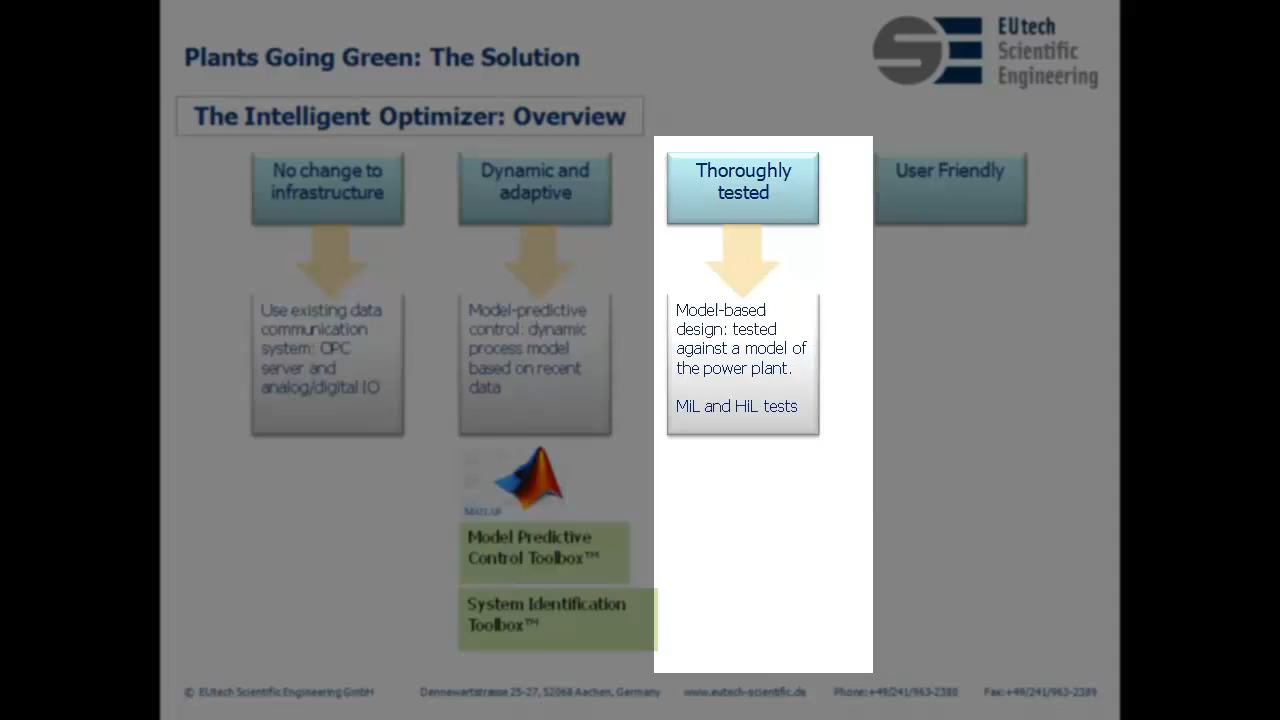 Plants Going Green: The Solution
EUtech
Scientific
Engineering
The Intelligent Optimizer: Overview
No change to
infrastructure
Dynamic and
adaptive
Thoroughly
tested
User Friendly
Use existing data
communication
system: OPC
server and
analog/digital IO
Model-predictive
control: dynamic
process model
based on recent
data
Model-based
design: tested
against a model of
the power plant.
MiL and HiL tests
MATLAB
Model Predictive
Control Toolbox™
System Identification
Toolbox™
© EUtech Scientific Engineering GmbH Dennewartstrasse 25-27, 52068 Aachen, Germany www.eutech-scientific.de Phone:+49/241/963-2380 Fax:+49/241/963-2389